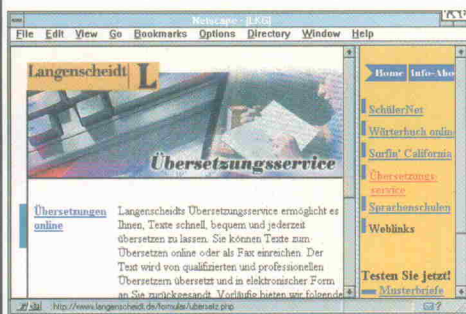 Netscape - [LKG]
File Edit View Go Bookmarks Options Directory Window Help
Langenscheidt L
Übersetzungsservice
Übersetzungen
online
Langenscheidts Übersetzungsservice ermöglicht es
Ihnen, Texte schnell, bequem und jederzeit
übersetzen zu lassen. Sie können Texte zum
Übersetzen online oder als Fax einreichen. Der
Text wird von qualifizierten und professionellen
Übersetzern übersetzt und in elektronischer Form
an Sie zurückgesandt. Vorläufig bieten wir folgende
Home Info-Abo
SchülerNet
Wörterbuch online
Surfin' California
Übersetzungs-
service
Sprachenschulen
Weblinks
Testen Sie jetzt!
Musterbriefe
http://www.langenscheidt.de/formular/uebersetz.php